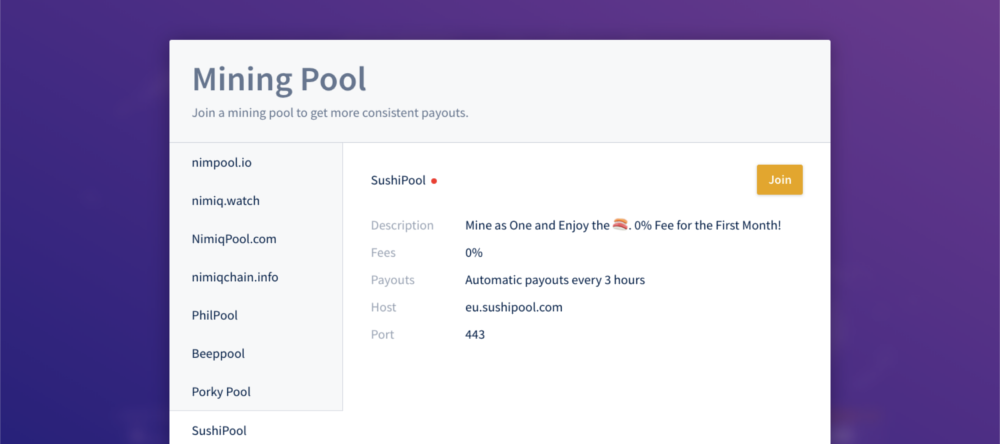 Mining Pool
Join a mining pool to get more consistent payouts.
nimpool.io
nimiq.watch
NimiqPool.com
nimiqchain.info
PhilPool
Beeppool
Porky Pool
SushiPool
SushiPool
Join
Description Mine as One and Enjoy the 🍣. 0% Fee for the First Month!
Fees 0%
Payouts Automatic payouts every 3 hours
Host eu.sushipool.com
Port 443